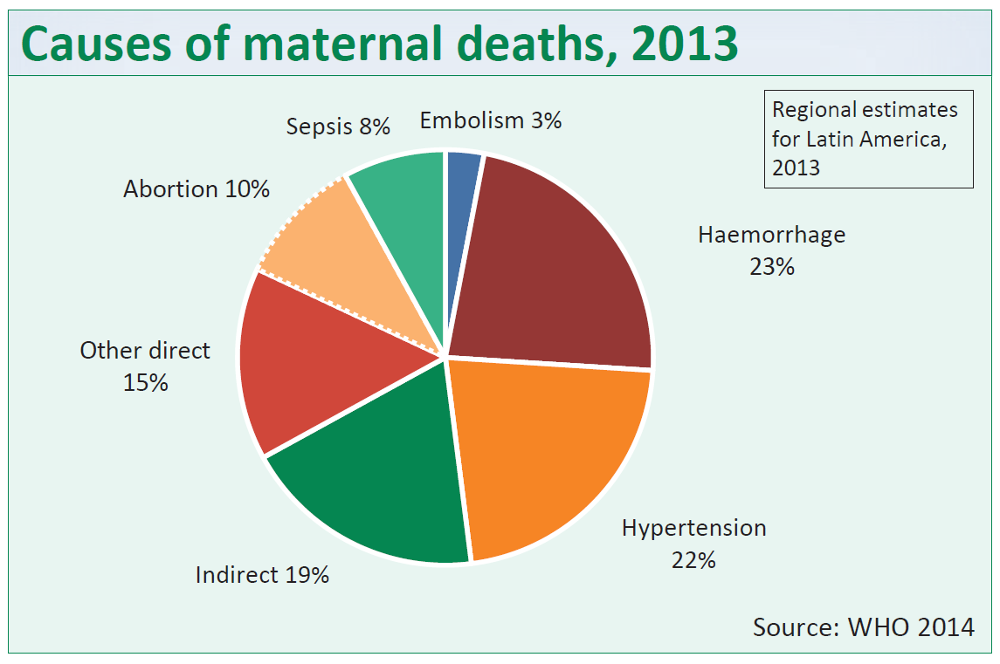 Causes of maternal deaths, 2013
Regional estimates
for Latin America,
2013
Sepsis 8%
Embolism 3%
Abortion 10%
Haemorrhage
23%
Other direct
15%
Hypertension
22%
Indirect 19%
Source: WHO 2014